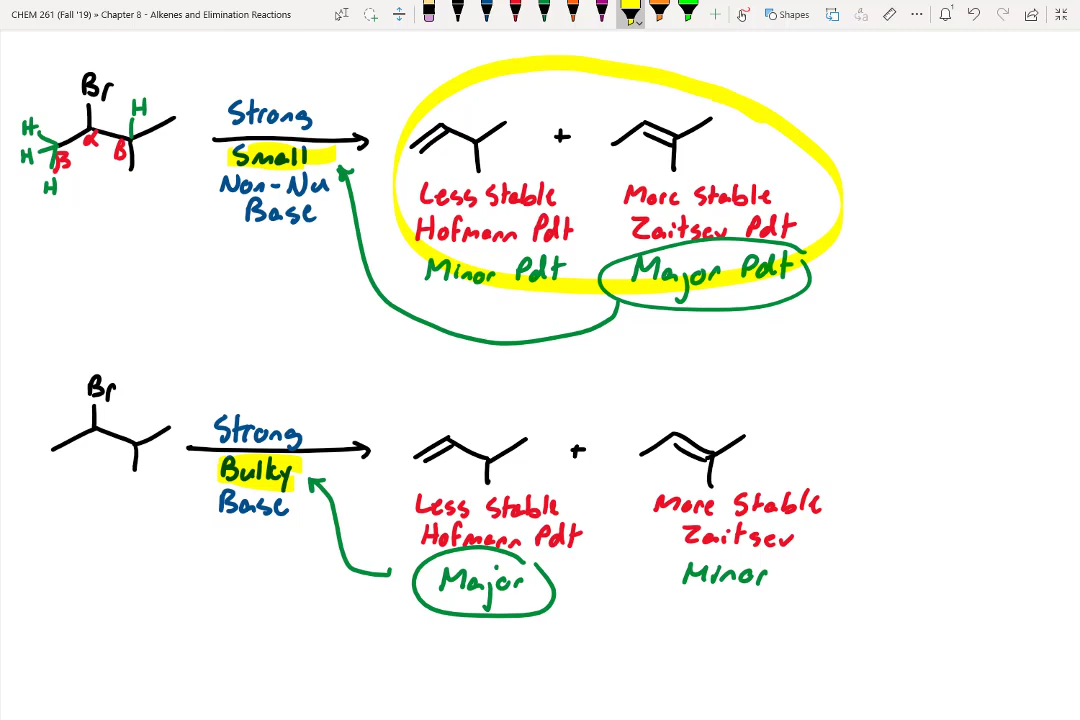 CHEM 261 (Fall '19) » Chapter 8 - Alkenes and Elimination Reactions
Shapes
1
Br
H
H
H
H
β
α
β
Strong
Small
Non-Nu
Base
+
Less Stable
Hofmann Pdt
Minor Pdt
More Stable
Zaitsev Pdt
Major Pdt
Br
Strong
Bulky
Base
+
Less Stable
Hofmann Pdt
Major
More Stable
Zaitsev
Minor